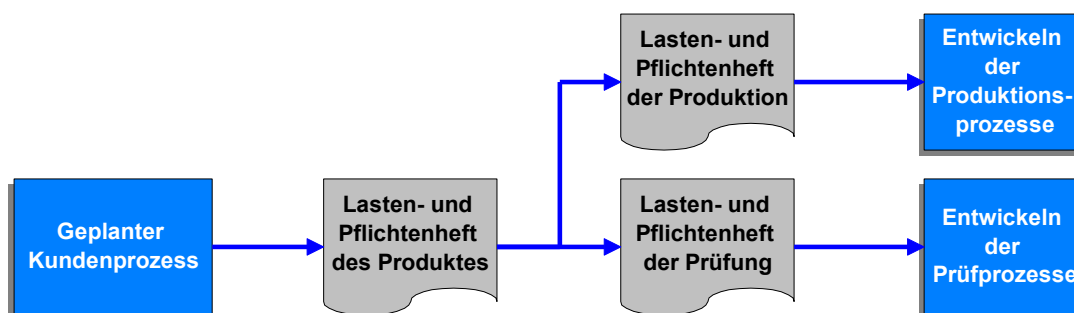 Lasten- und
Pflichtenheft
der Produktion
Entwickeln
der
Produktions-
prozesse
Geplanter
Kundenprozess
Lasten- und
Pflichtenheft
des Produktes
Lasten- und
Pflichtenheft
der Prüfung
Entwickeln
der
Prüfprozesse